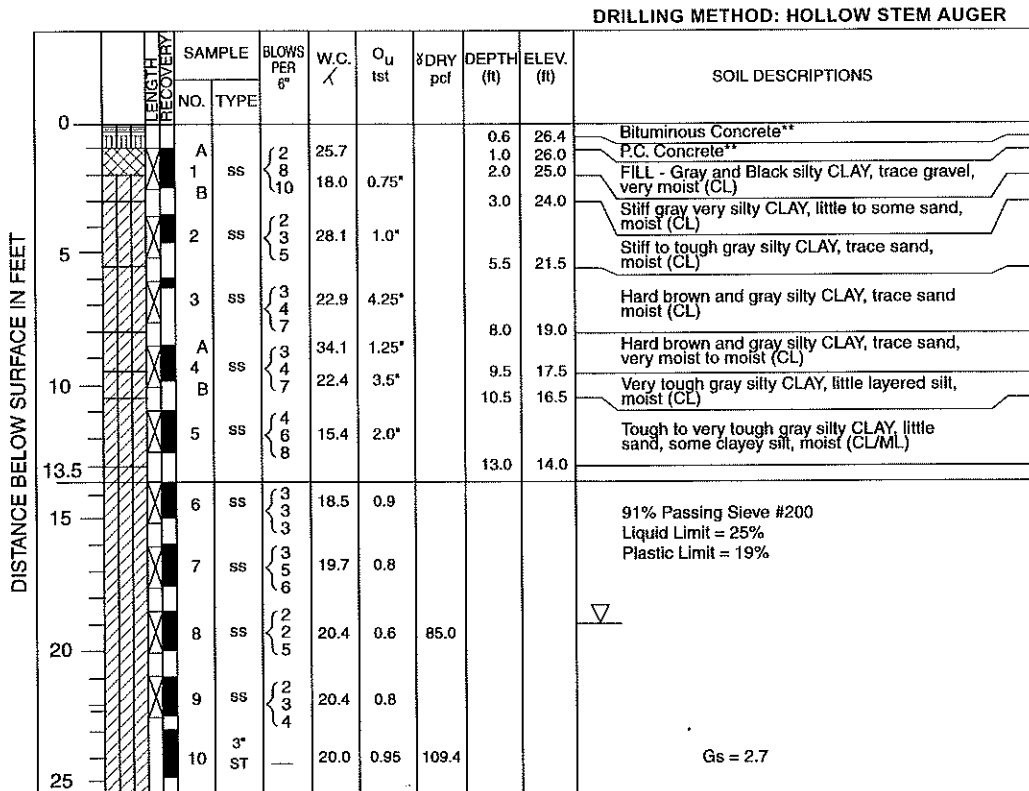 DRILLING METHOD: HOLLOW STEM AUGER
LENGTH
RECOVERY
SAMPLE
NO.
TYPE
BLOWS PER 6"
W.C.
Qu tst
γDRY pcf
DEPTH (ft)
ELEV. (ft)
SOIL DESCRIPTIONS
DISTANCE BELOW SURFACE IN FEET
0
0.6 26.4 Bituminous Concrete**
1.0 26.0 P.C. Concrete**
A 2 25.7
1 SS 8
B 10 18.0 0.75*
2.0 25.0 FILL - Gray and Black silty CLAY, trace gravel,
very moist (CL)
3.0 24.0 Stiff gray very silty CLAY, little to some sand,
moist (CL)
2 SS 2 3 5 28.1 1.0*
5
5.5 21.5 Stiff to tough gray silty CLAY, trace sand,
moist (CL)
3 SS 3 4 7 22.9 4.25*
Hard brown and gray silty CLAY, trace sand
moist (CL)
8.0 19.0
A 3 34.1 1.25*
4 SS 4
B 7 22.4 3.5*
Hard brown and gray silty CLAY, trace sand,
very moist to moist (CL)
9.5 17.5
10
Very tough gray silty CLAY, little layered silt,
moist (CL)
10.5 16.5
5 SS 4 6 8 15.4 2.0*
Tough to very tough gray silty CLAY, little
sand, some clayey silt, moist (CL/ML)
13.0 14.0
13.5
6 SS 3 3 3 18.5 0.9
91% Passing Sieve #200
Liquid Limit = 25%
Plastic Limit = 19%
15
7 SS 3 5 6 19.7 0.8
8 SS 2 2 5 20.4 0.6 85.0
20
9 SS 2 3 4 20.4 0.8
10 3" ST — 20.0 0.95 109.4
Gs = 2.7
25